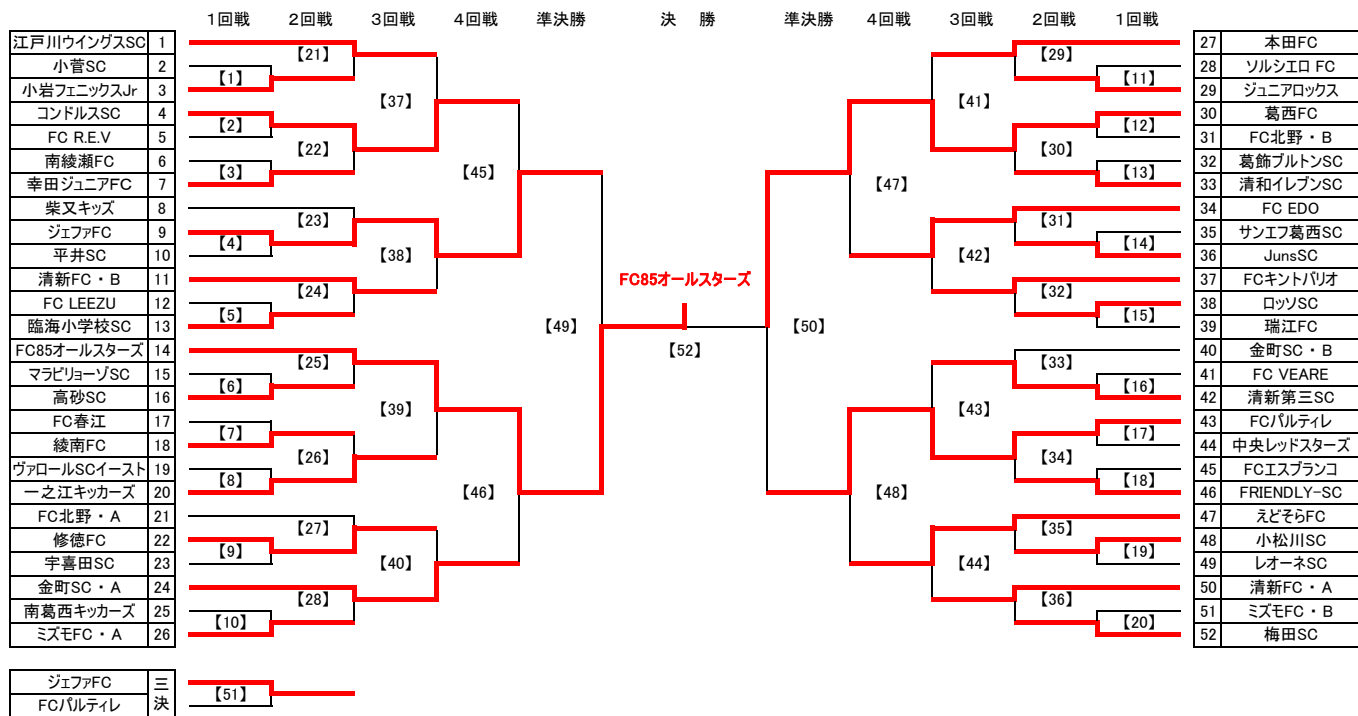 1回戦 2回戦 3回戦 4回戦 準決勝 決 勝 準決勝 4回戦 3回戦 2回戦 1回戦
江戸川ウイングスSC 1
小菅SC 2
小岩フェニックスJr 3
コンドルスSC 4
FC R.E.V 5
南綾瀬FC 6
幸田ジュニアFC 7
柴又キッズ 8
ジェファFC 9
平井SC 10
清新FC・B 11
FC LEEZU 12
臨海小学校SC 13
FC85オールスターズ 14
マラビリョーゾSC 15
高砂SC 16
FC春江 17
綾南FC 18
ヴァロールSCイースト 19
一之江キッカーズ 20
FC北野・A 21
修徳FC 22
宇喜田SC 23
金町SC・A 24
南葛西キッカーズ 25
ミズモFC・A 26
【1】
【2】
【3】
【4】
【5】
【6】
【7】
【8】
【9】
【10】
【21】
【22】
【23】
【24】
【25】
【26】
【27】
【28】
【37】
【38】
【39】
【40】
【45】
【46】
【49】
FC85オールスターズ
【52】
【50】
【47】
【48】
【41】
【42】
【43】
【44】
【29】
【30】
【31】
【32】
【33】
【34】
【35】
【36】
【11】
【12】
【13】
【14】
【15】
【16】
【17】
【18】
【19】
【20】
27 本田FC
28 ソルシエロ FC
29 ジュニアロックス
30 葛西FC
31 FC北野・B
32 葛飾ブルトンSC
33 清和イレブンSC
34 FC EDO
35 サンエフ葛西SC
36 JunsSC
37 FCキントバリオ
38 ロッソSC
39 瑞江FC
40 金町SC・B
41 FC VEARE
42 清新第三SC
43 FCパルティレ
44 中央レッドスターズ
45 FCエスブランコ
46 FRIENDLY-SC
47 えどそらFC
48 小松川SC
49 レオーネSC
50 清新FC・A
51 ミズモFC・B
52 梅田SC
ジェファFC
FCパルティレ
三決
【51】